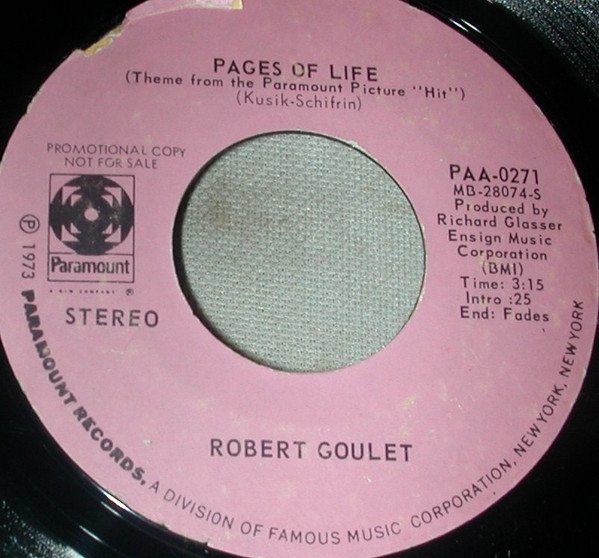 PAGES OF LIFE
(Theme from the Paramount Picture "Hit")
(Kusik-Schifrin)
PROMOTIONAL COPY
NOT FOR SALE
Paramount
®
STEREO
℗ 1973
PAA-0271
MB-28074-S
Produced by
Richard Glasser
Ensign Music
Corporation
(BMI)
Time: 3:15
Intro :25
End: Fades
ROBERT GOULET
PARAMOUNT RECORDS, A DIVISION OF FAMOUS MUSIC CORPORATION, NEW YORK, NEW YORK